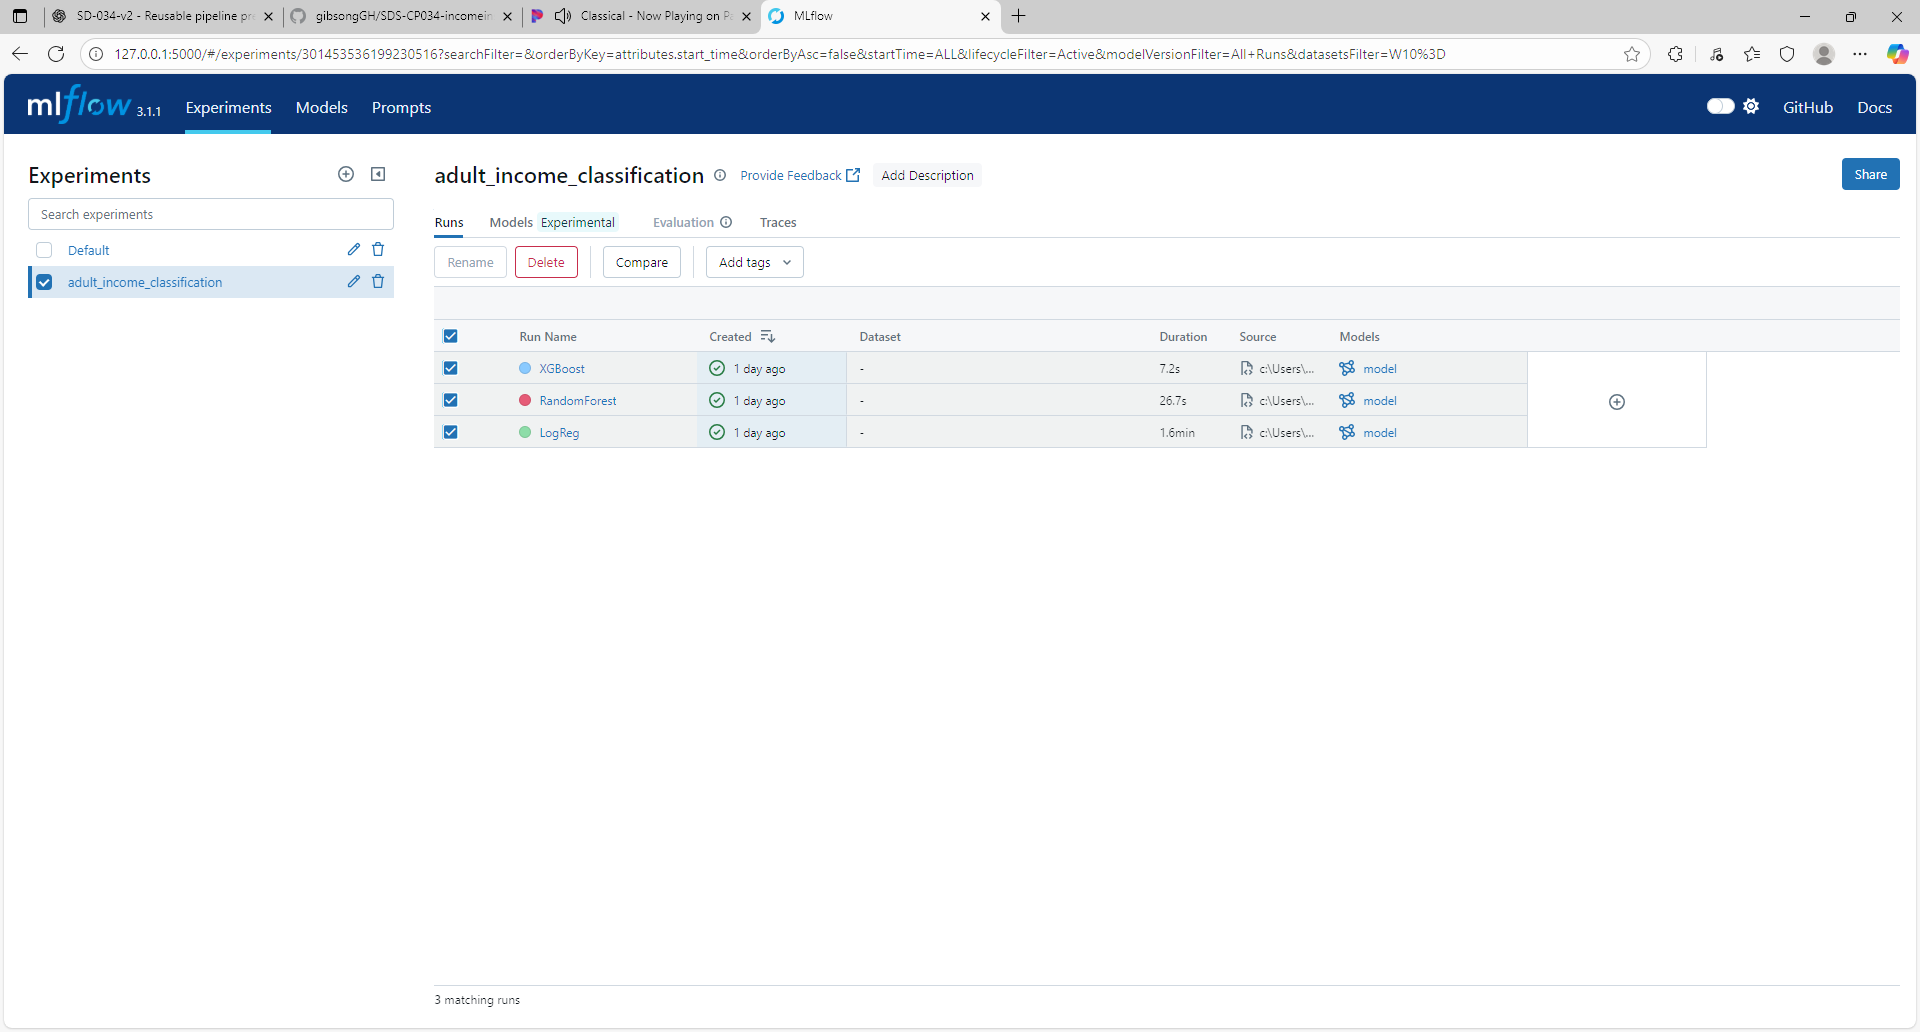 SD-034-v2 - Reusable pipeline pre
gibsongGH/SDS-CP034-incomein
Classical - Now Playing on Pa
MLflow
127.0.0.1:5000/#/experiments/301453536199230516?searchFilter=&orderByKey=attributes.start_time&orderByAsc=false&startTime=ALL&lifecycleFilter=Active&modelVersionFilter=All+Runs&datasetsFilter=W10%3D
mlflow 3.1.1 Experiments Models Prompts GitHub Docs
Experiments
Search experiments
Default
adult_income_classification
adult_income_classification Provide Feedback Add Description Share
Runs Models Experimental Evaluation Traces
Rename Delete Compare Add tags
Run Name Created Dataset Duration Source Models
XGBoost 1 day ago - 7.2s c:\Users\... model
RandomForest 1 day ago - 26.7s c:\Users\... model
LogReg 1 day ago - 1.6min c:\Users\... model
3 matching runs